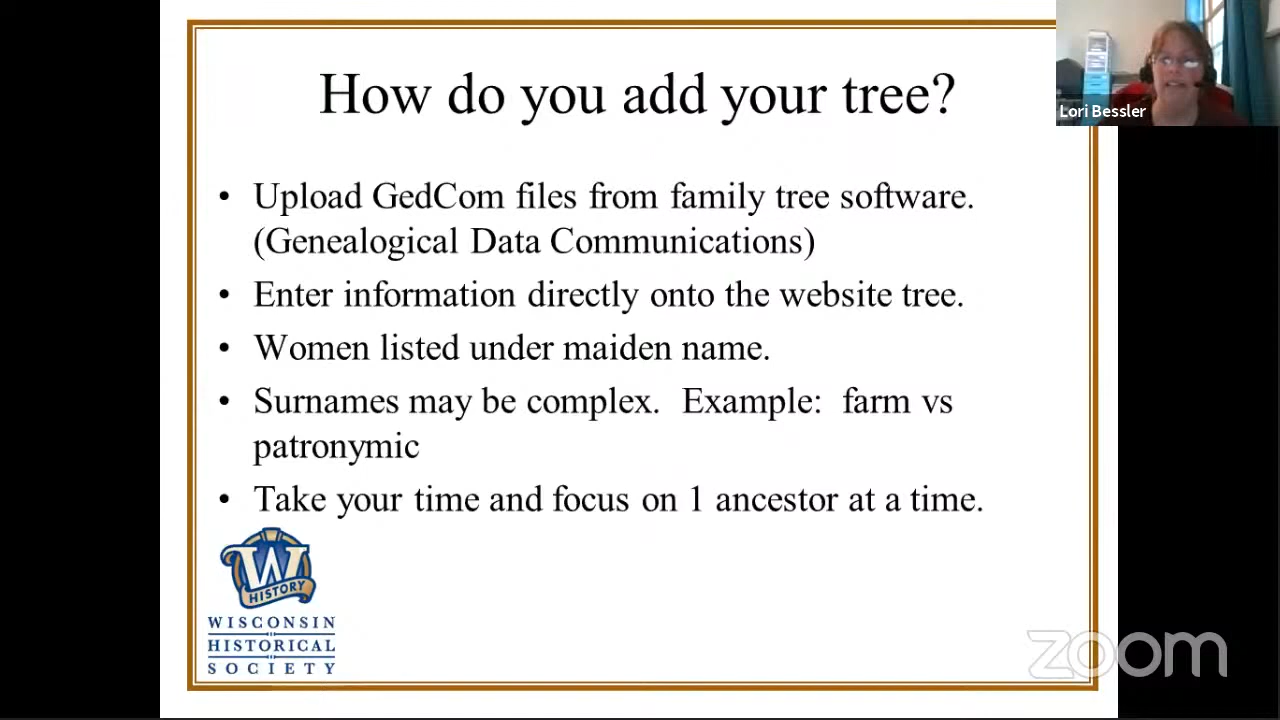 How do you add your tree?
Lori Bessler
• Upload GedCom files from family tree software.
(Genealogical Data Communications)
• Enter information directly onto the website tree.
• Women listed under maiden name.
• Surnames may be complex.  Example:  farm vs
patronymic
• Take your time and focus on 1 ancestor at a time.
W
HISTORY
WISCONSIN
HISTORICAL
SOCIETY
zoom